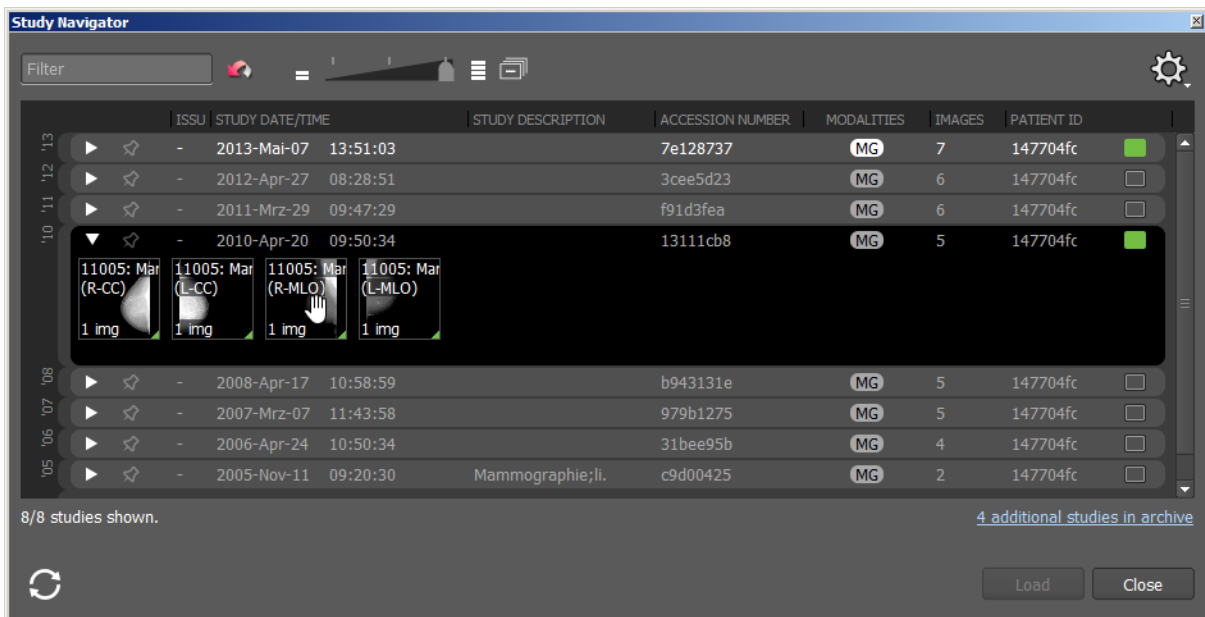 Study Navigator
Filter
ISSU STUDY DATE/TIME STUDY DESCRIPTION ACCESSION NUMBER MODALITIES IMAGES PATIENT ID
'13 - 2013-Mai-07 13:51:03 7e128737 MG 7 147704fc
'12 - 2012-Apr-27 08:28:51 3cee5d23 MG 6 147704fc
'11 - 2011-Mrz-29 09:47:29 f91d3fea MG 6 147704fc
'10 - 2010-Apr-20 09:50:34 13111cb8 MG 5 147704fc
11005: Mar 11005: Mar 11005: Mar 11005: Mar
(R-CC) (L-CC) (R-MLO) (L-MLO)
1 img 1 img 1 img 1 img
'08 - 2008-Apr-17 10:58:59 b943131e MG 5 147704fc
'07 - 2007-Mrz-07 11:43:58 979b1275 MG 5 147704fc
'06 - 2006-Apr-24 10:50:34 31bee95b MG 4 147704fc
'05 - 2005-Nov-11 09:20:30 Mammographie;li. c9d00425 MG 2 147704fc
8/8 studies shown. 4 additional studies in archive
Load Close